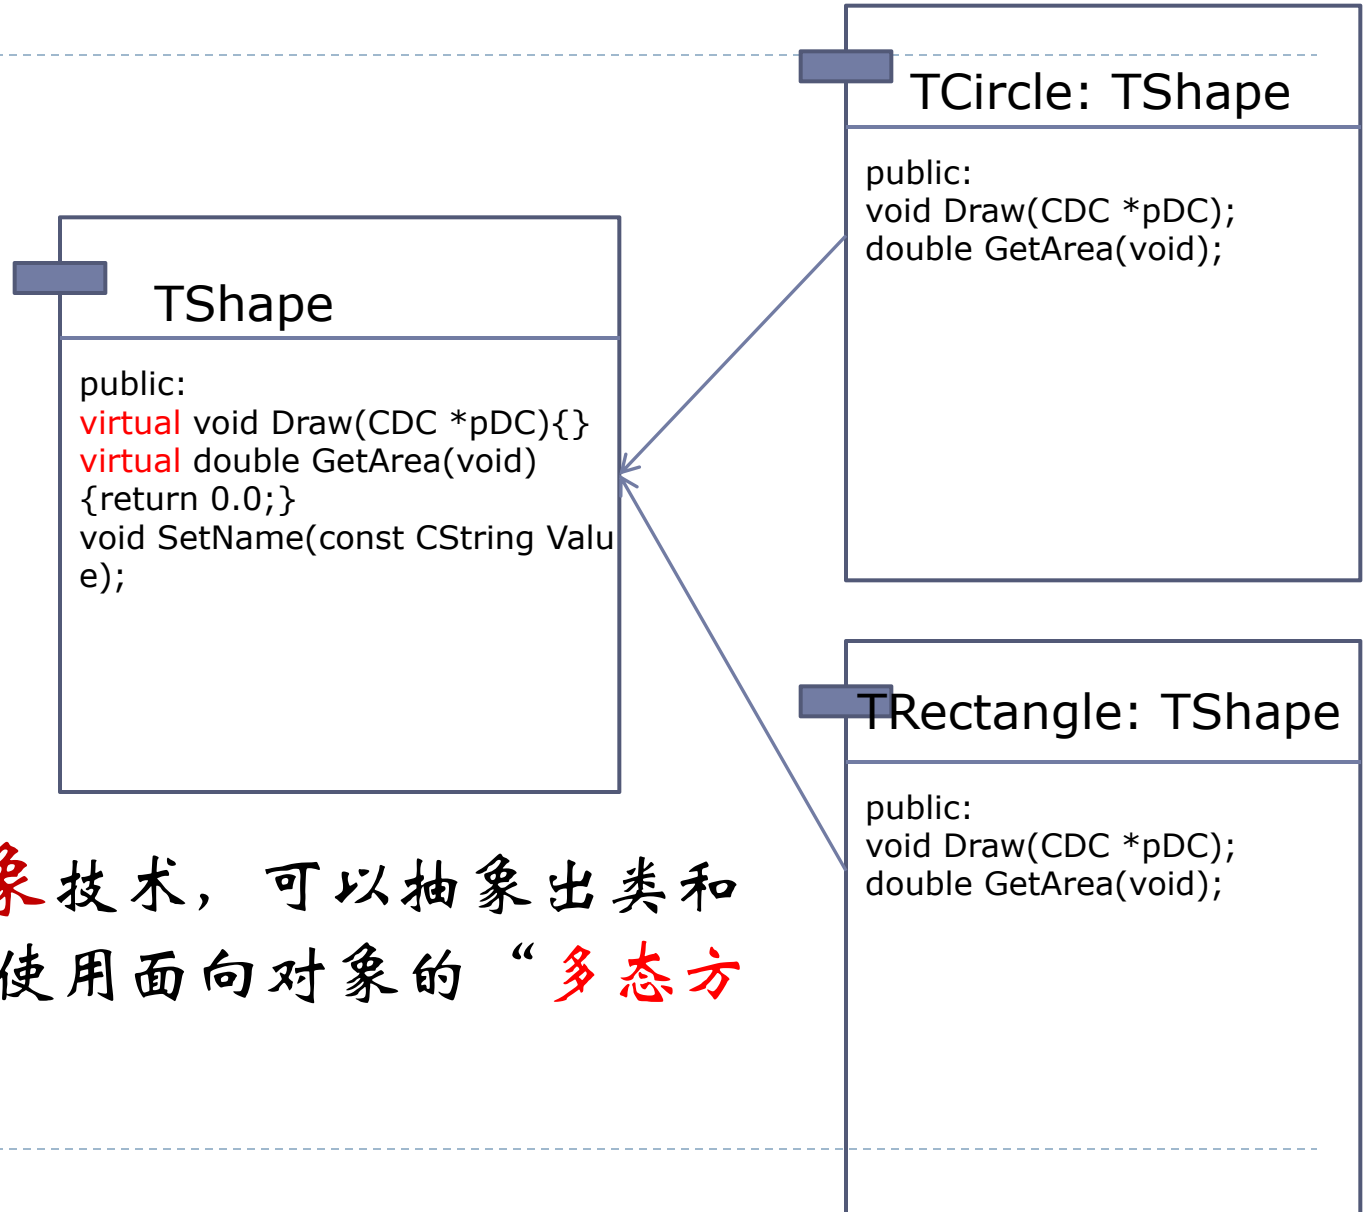 TShape
public:
virtual void Draw(CDC *pDC){}
virtual double GetArea(void)
{return 0.0;}
void SetName(const CString Valu
e);
TCircle: TShape
public:
void Draw(CDC *pDC);
double GetArea(void);
TRectangle: TShape
public:
void Draw(CDC *pDC);
double GetArea(void);
象技术，可以抽象出类和
使用面向对象的“多态方